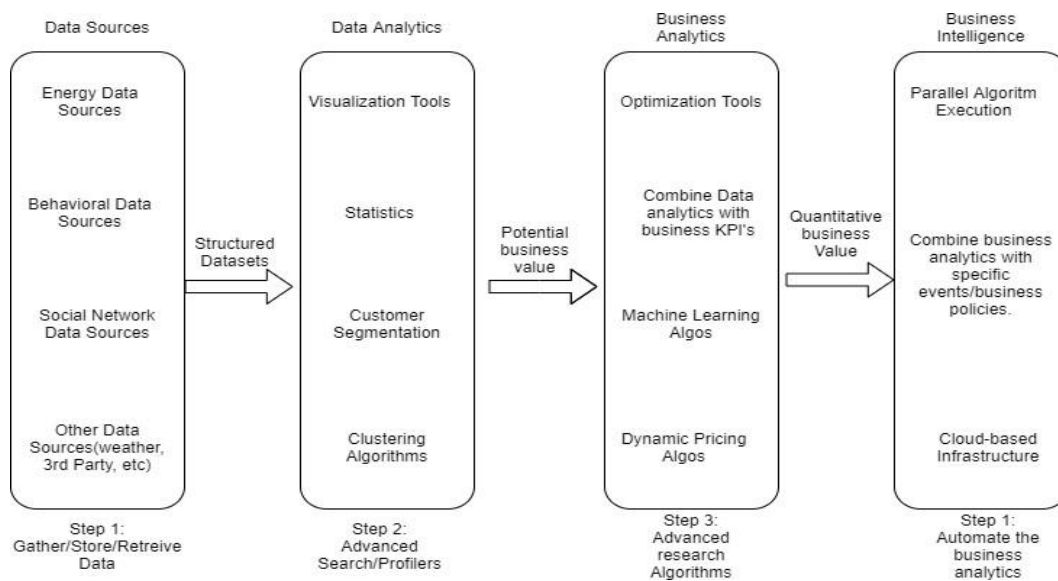 Data Sources
Energy Data
Sources
Behavioral Data
Sources
Social Network
Data Sources
Other Data
Sources(weather,
3rd Party, etc)
Step 1:
Gather/Store/Retreive
Data
Structured
Datasets
Data Analytics
Visualization Tools
Statistics
Customer
Segmentation
Clustering
Algorithms
Step 2:
Advanced
Search/Profilers
Potential
business
value
Business
Analytics
Optimization Tools
Combine Data
analytics with
business KPI's
Machine Learning
Algos
Dynamic Pricing
Algos
Step 3:
Advanced
research
Algorithms
Quantitative
business
Value
Business
Intelligence
Parallel Algoritm
Execution
Combine business
analytics with
specific
events/business
policies.
Cloud-based
Infrastructure
Step 1:
Automate the
business
analytics